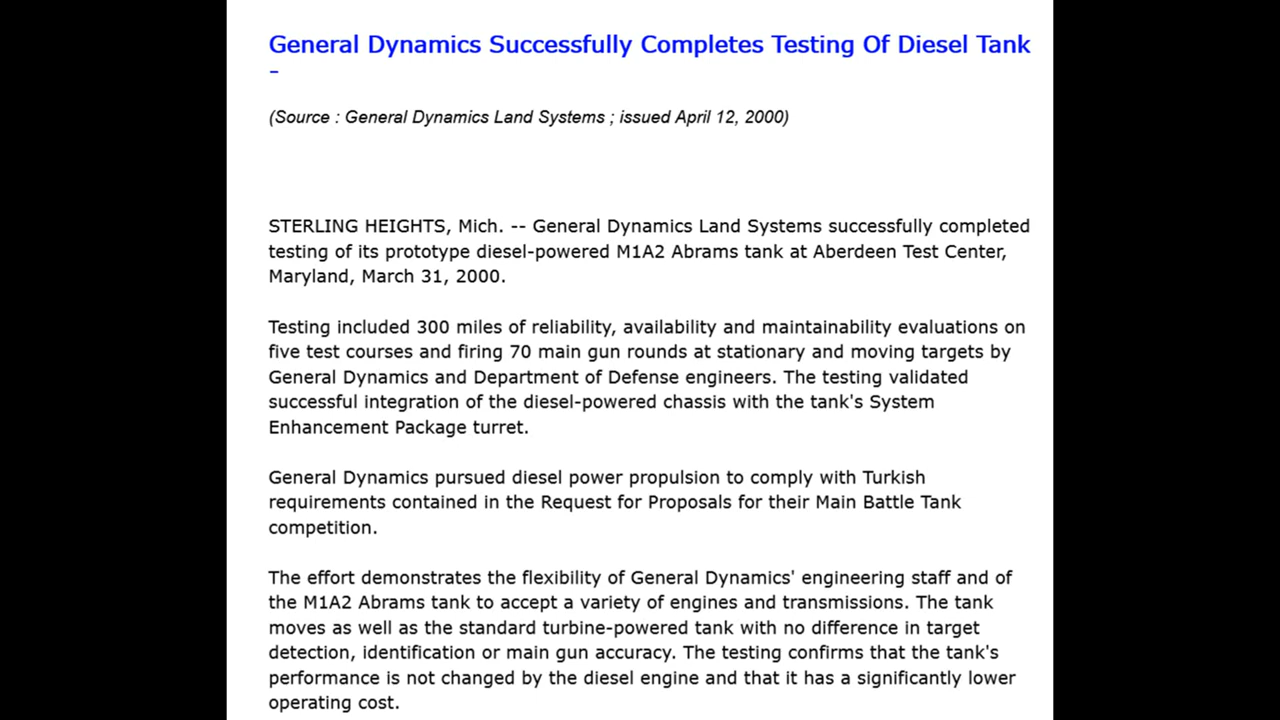 General Dynamics Successfully Completes Testing Of Diesel Tank
-
(Source : General Dynamics Land Systems ; issued April 12, 2000)
STERLING HEIGHTS, Mich. -- General Dynamics Land Systems successfully completed
testing of its prototype diesel-powered M1A2 Abrams tank at Aberdeen Test Center,
Maryland, March 31, 2000.
Testing included 300 miles of reliability, availability and maintainability evaluations on
five test courses and firing 70 main gun rounds at stationary and moving targets by
General Dynamics and Department of Defense engineers. The testing validated
successful integration of the diesel-powered chassis with the tank's System
Enhancement Package turret.
General Dynamics pursued diesel power propulsion to comply with Turkish
requirements contained in the Request for Proposals for their Main Battle Tank
competition.
The effort demonstrates the flexibility of General Dynamics' engineering staff and of
the M1A2 Abrams tank to accept a variety of engines and transmissions. The tank
moves as well as the standard turbine-powered tank with no difference in target
detection, identification or main gun accuracy. The testing confirms that the tank's
performance is not changed by the diesel engine and that it has a significantly lower
operating cost.